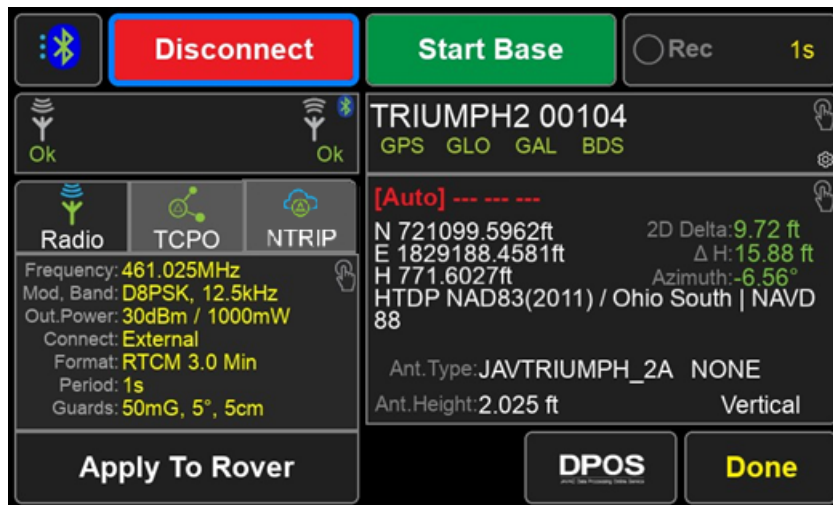 Disconnect
Start Base
Rec 1s
Ok Ok
TRIUMPH2 00104
GPS GLO GAL BDS
Radio TCPO NTRIP
Frequency: 461.025MHz
Mod, Band: D8PSK, 12.5kHz
Out.Power: 30dBm / 1000mW
Connect: External
Format: RTCM 3.0 Min
Period: 1s
Guards: 50mG, 5°, 5cm
[Auto] --- --- ---
N 721099.5962ft 2D Delta:9.72 ft
E 1829188.4581ft Δ H:15.88 ft
H 771.6027ft Azimuth:-6.56°
HTDP NAD83(2011) / Ohio South | NAVD
88
Ant.Type:JAVTRIUMPH_2A NONE
Ant.Height:2.025 ft Vertical
Apply To Rover
DPOS
Done